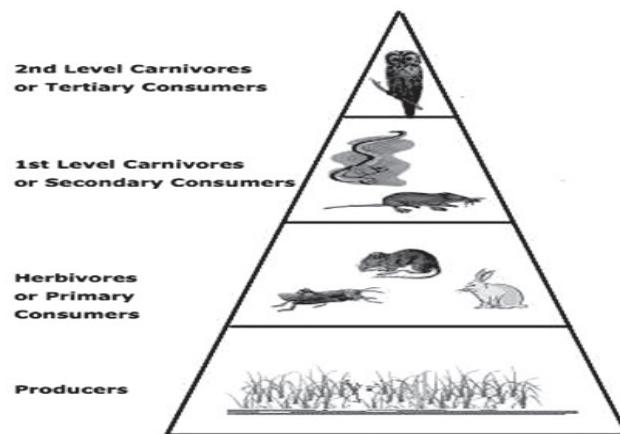 2nd Level Carnivores
or Tertiary Consumers
1st Level Carnivores
or Secondary Consumers
Herbivores
or Primary
Consumers
Producers